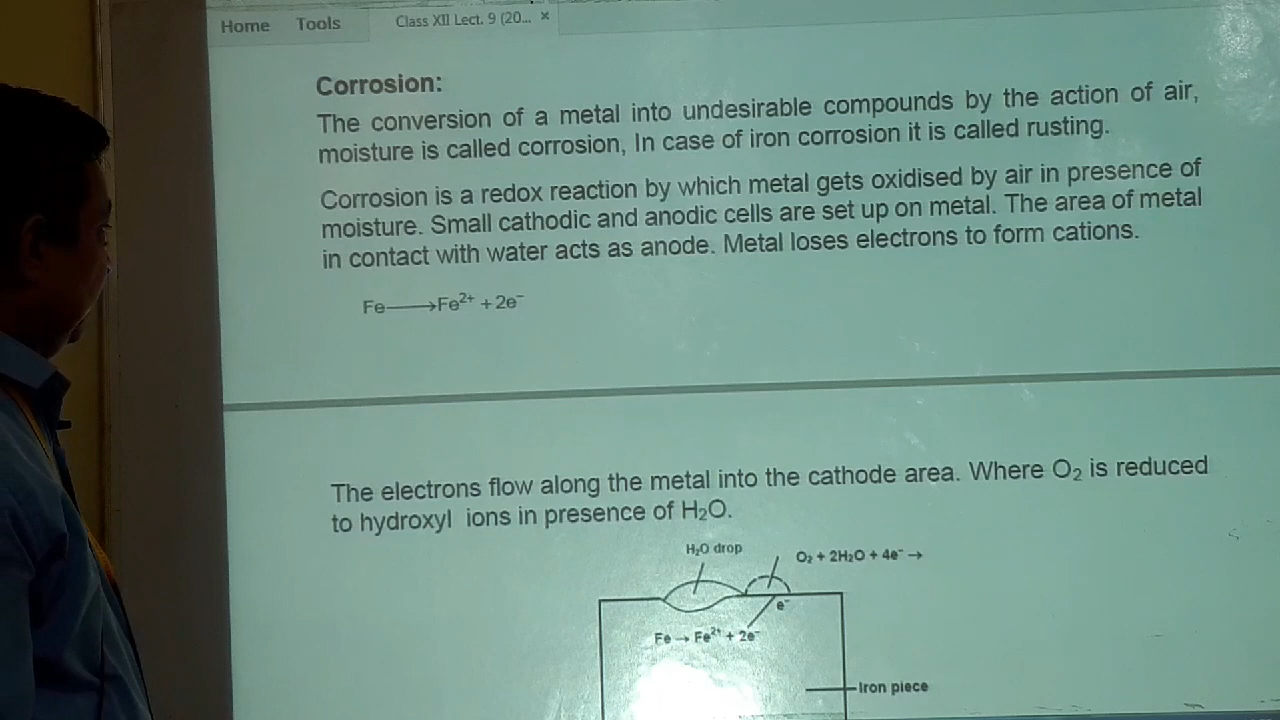 Home Tools Class XII Lect. 9 (20... ×
Corrosion:
The conversion of a metal into undesirable compounds by the action of air,
moisture is called corrosion, In case of iron corrosion it is called rusting.
Corrosion is a redox reaction by which metal gets oxidised by air in presence of
moisture. Small cathodic and anodic cells are set up on metal. The area of metal
in contact with water acts as anode. Metal loses electrons to form cations.
Fe⟶Fe²⁺ + 2e⁻
The electrons flow along the metal into the cathode area. Where O₂ is reduced
to hydroxyl ions in presence of H₂O.
H₂O drop
O₂ + 2H₂O + 4e⁻ →
e⁻
Fe → Fe²⁺ + 2e⁻
Iron piece